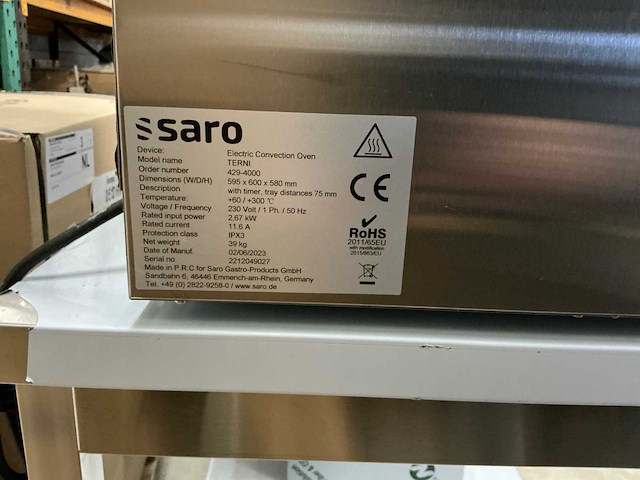 saro
Device: Electric Convection Oven
Model name TERNI
Order number 429-4000
Dimensions (W/D/H) 595 x 600 x 580 mm
Description with timer, tray distances 75 mm
Temperature: +60 / +300 °C
Voltage / Frequency 230 Volt / 1 Ph. / 50 Hz
Rated input power 2,67 kW
Rated current 11.6 A
Protection class IPX3
Net weight 39 kg
Date of Manuf. 02/06/2023
Serial No. 2212049027
Made in P.R.C for Saro Gastro-Products GmbH
Sandbahn 6, 46446 Emmerich-am-Rhein, Germany
Tel. +49 (0) 2822-9258-0 / www.saro.de
CE
RoHS
2011/65EU
with modification
2015/863/EU
NL